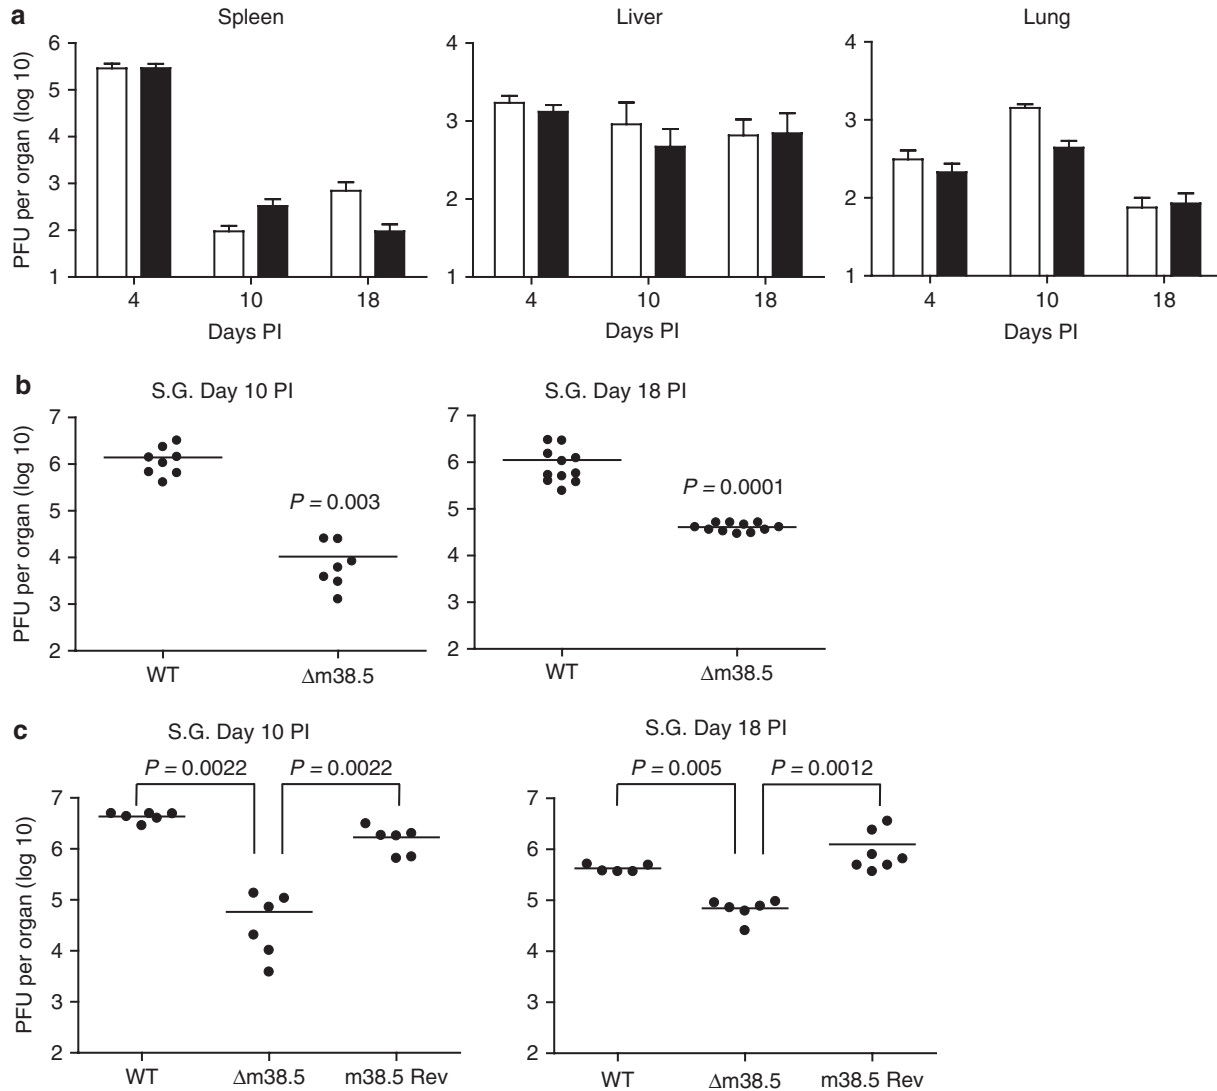 a
Spleen
Liver
Lung
PFU per organ (log 10)
6
5
4
3
2
1
4
3
2
1
4
3
2
1
4 10 18
4 10 18
4 10 18
Days PI
Days PI
Days PI
b
S.G. Day 10 PI
S.G. Day 18 PI
PFU per organ (log 10)
7
6
5
4
3
2
P = 0.003
7
6
5
4
3
2
P = 0.0001
WT Δm38.5
WT Δm38.5
c
S.G. Day 10 PI
S.G. Day 18 PI
P = 0.0022 P = 0.0022
P = 0.005 P = 0.0012
PFU per organ (log 10)
7
6
5
4
3
2
7
6
5
4
3
2
WT Δm38.5 m38.5 Rev
WT Δm38.5 m38.5 Rev